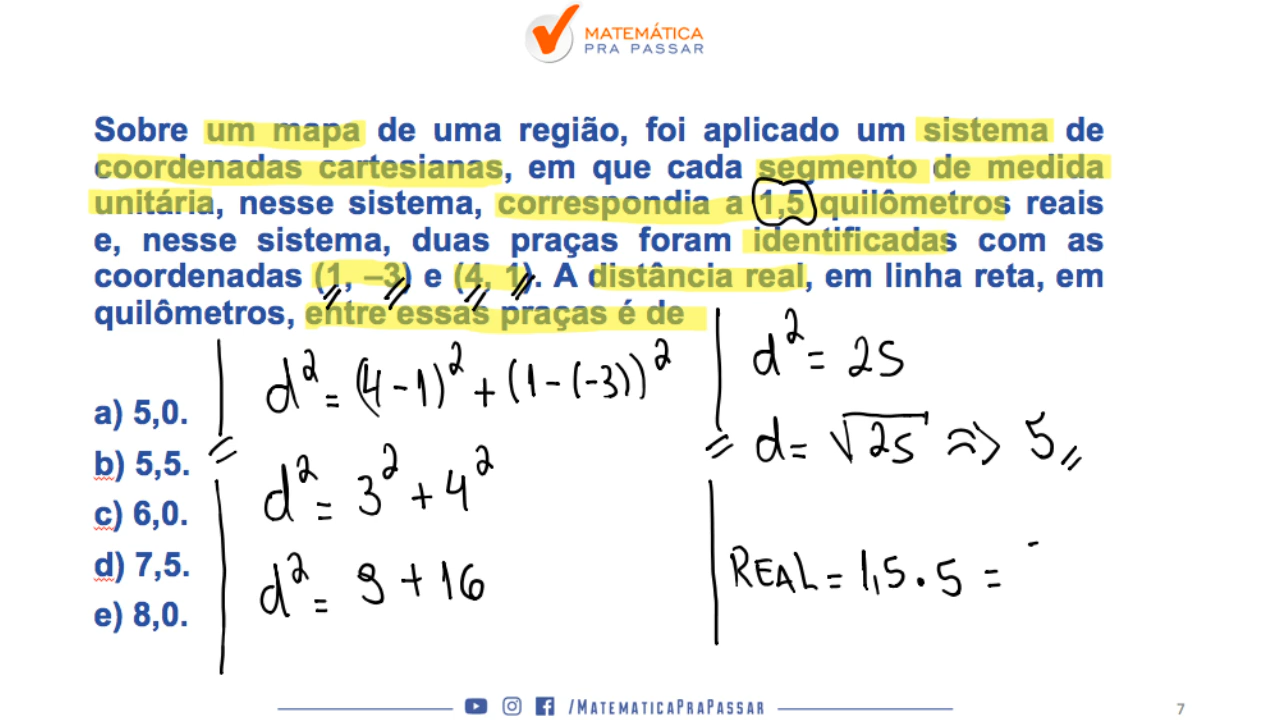 MATEMÁTICA
PRA PASSAR
Sobre um mapa de uma região, foi aplicado um sistema de
coordenadas cartesianas, em que cada segmento de medida
unitária, nesse sistema, correspondia a 1,5 quilômetros reais
e, nesse sistema, duas praças foram identificadas com as
coordenadas (1, –3) e (4, 1). A distância real, em linha reta, em
quilômetros, entre essas praças é de
a) 5,0.
b) 5,5.
c) 6,0.
d) 7,5.
e) 8,0.
d² = (4 - 1)² + (1 - (-3))²
d² = 3² + 4²
d² = 9 + 16
d² = 25
d = √25 => 5
REAL = 1,5 . 5 =
/MATEMATICAPRAPASSAR
7